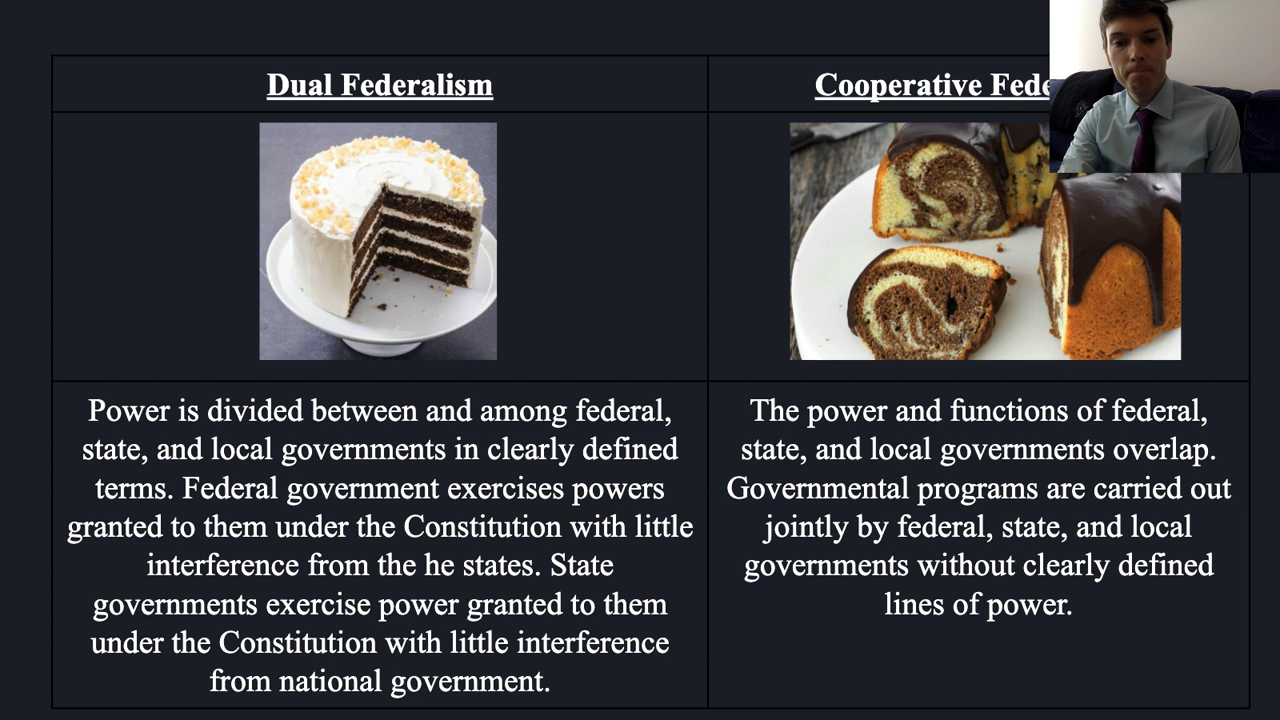 Dual Federalism
Cooperative Fede
Power is divided between and among federal,
state, and local governments in clearly defined
terms. Federal government exercises powers
granted to them under the Constitution with little
interference from the he states. State
governments exercise power granted to them
under the Constitution with little interference
from national government.
The power and functions of federal,
state, and local governments overlap.
Governmental programs are carried out
jointly by federal, state, and local
governments without clearly defined
lines of power.